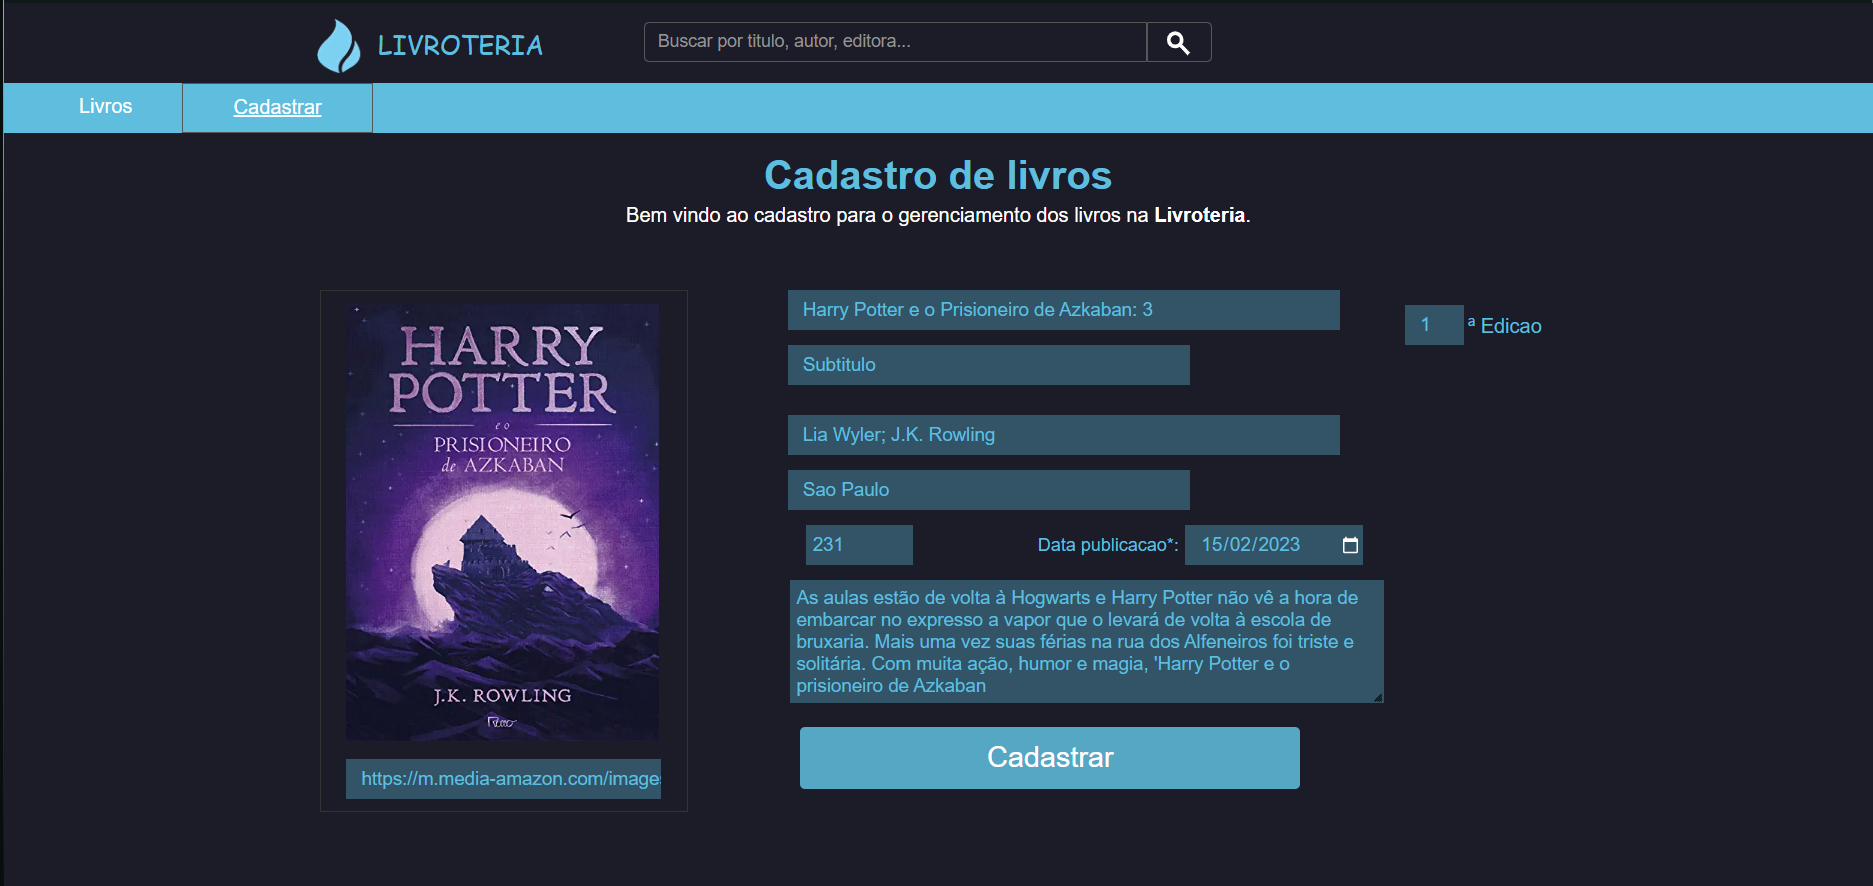 LIVROTERIA
Buscar por titulo, autor, editora...
Livros
Cadastrar
Cadastro de livros
Bem vindo ao cadastro para o gerenciamento dos livros na Livroteria.
HARRY
POTTER
e o
PRISIONEIRO
de AZKABAN
J.K. ROWLING
https://m.media-amazon.com/images
Harry Potter e o Prisioneiro de Azkaban: 3
1 ª Edicao
Subtitulo
Lia Wyler; J.K. Rowling
Sao Paulo
231
Data publicacao*: 15/02/2023
As aulas estão de volta à Hogwarts e Harry Potter não vê a hora de
embarcar no expresso a vapor que o levará de volta à escola de
bruxaria. Mais uma vez suas férias na rua dos Alfeneiros foi triste e
solitária. Com muita ação, humor e magia, 'Harry Potter e o
prisioneiro de Azkaban
Cadastrar